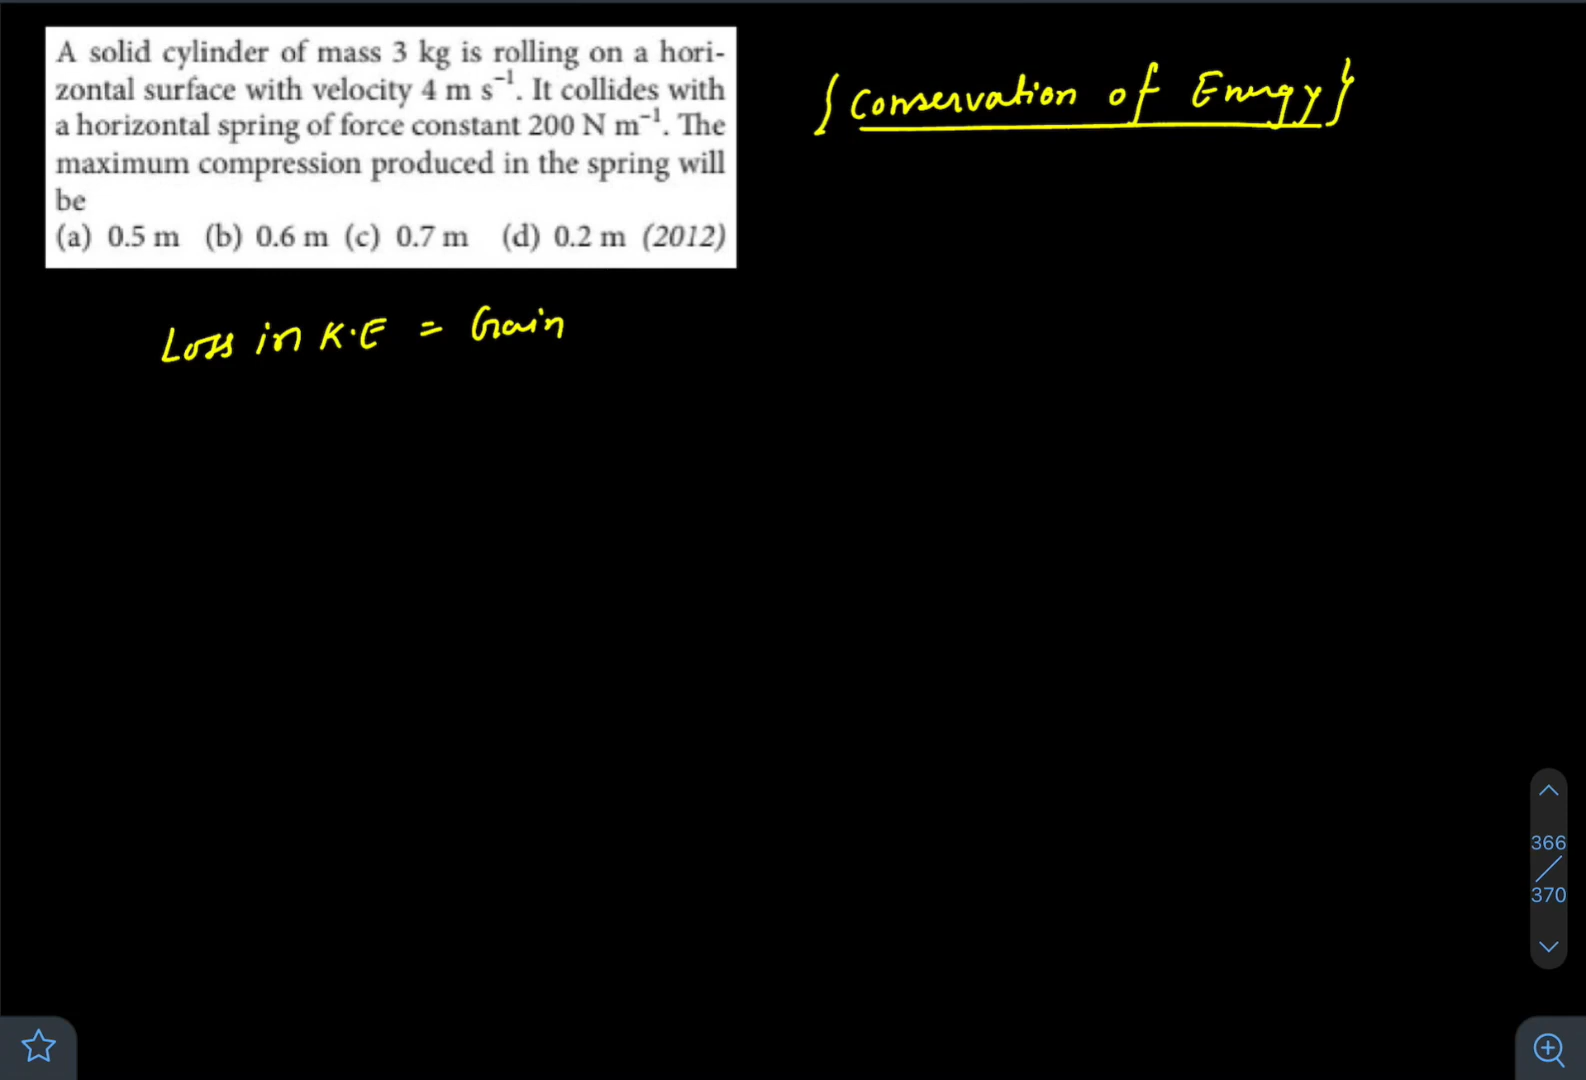 A solid cylinder of mass 3 kg is rolling on a hori-
zontal surface with velocity 4 m s⁻¹. It collides with
a horizontal spring of force constant 200 N m⁻¹. The
maximum compression produced in the spring will
be
(a) 0.5 m (b) 0.6 m (c) 0.7 m (d) 0.2 m (2012)
{Conservation of Energy}
Loss in K·E = Gain
366
/
370